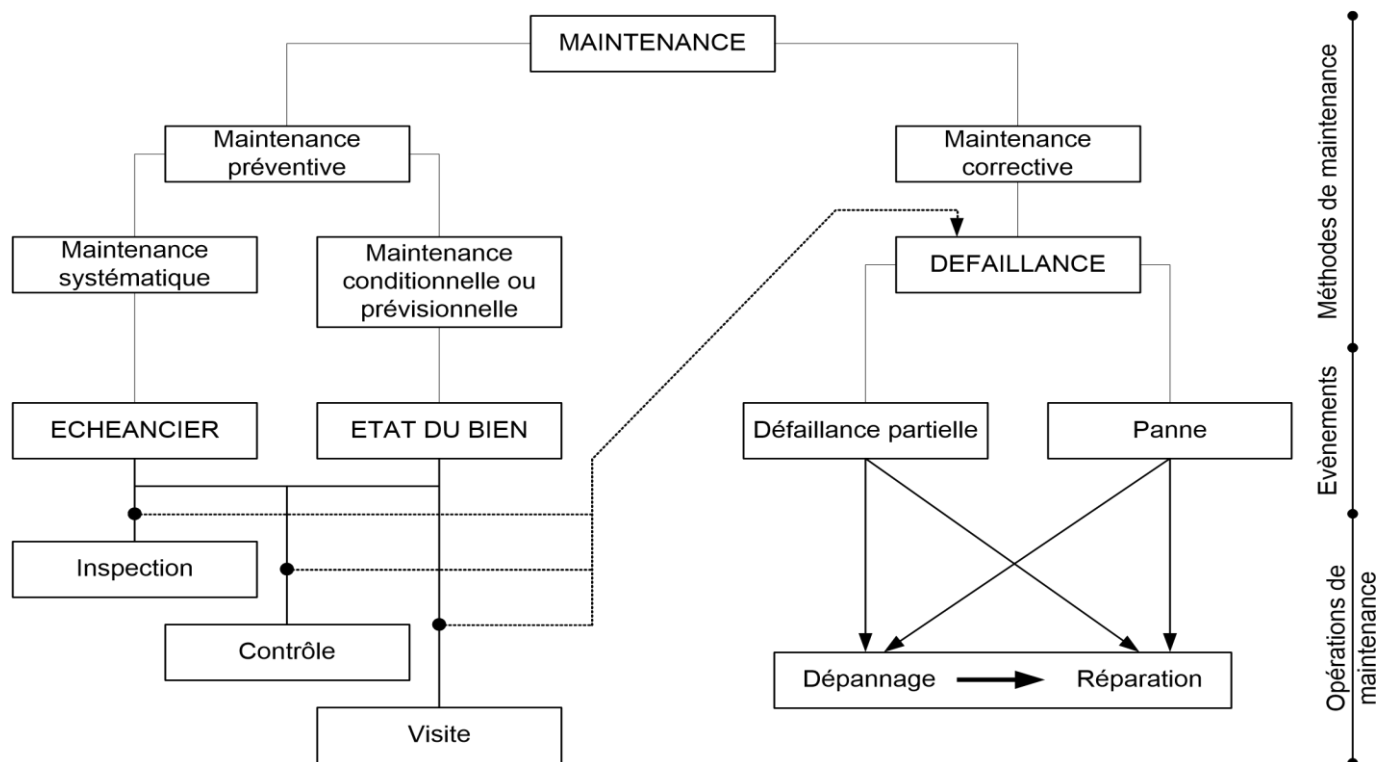 MAINTENANCE
Maintenance
préventive
Maintenance
corrective
Maintenance
systématique
Maintenance
conditionnelle ou
prévisionnelle
DEFAILLANCE
ECHEANCIER
ETAT DU BIEN
Défaillance partielle
Panne
Inspection
Contrôle
Visite
Dépannage
Réparation
Méthodes de maintenance
Evènements
Opérations de
maintenance